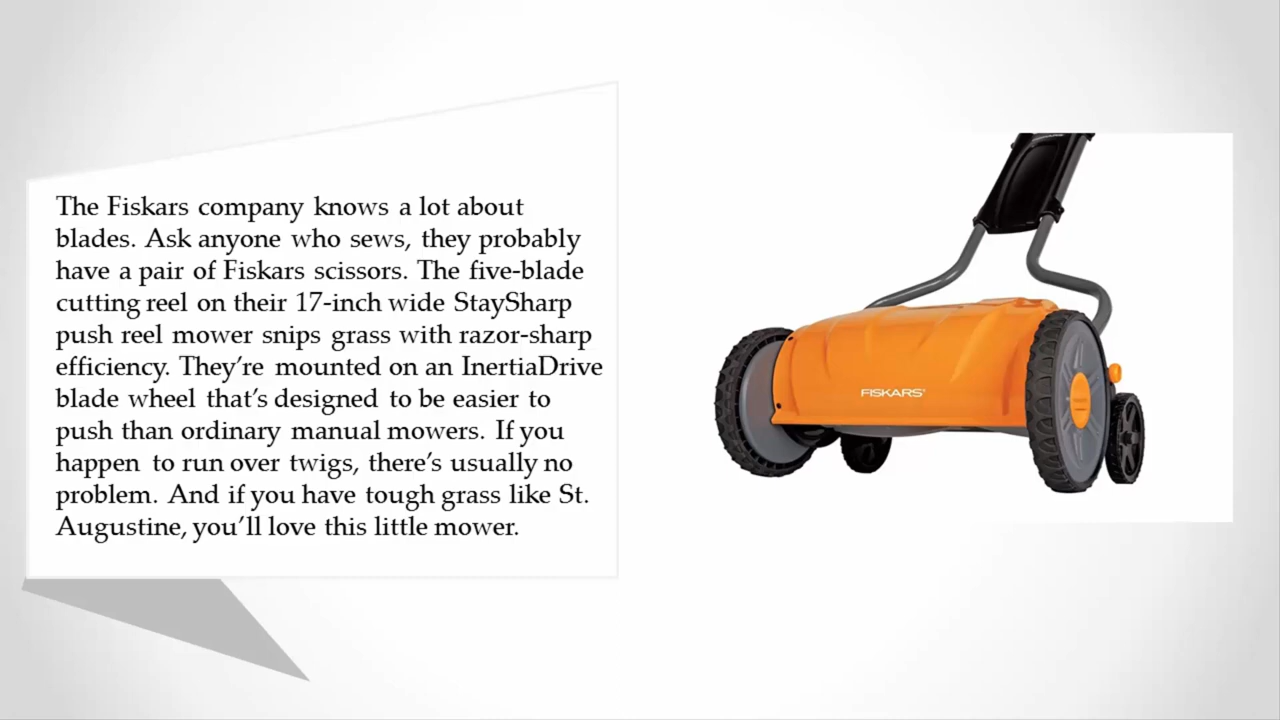 The Fiskars company knows a lot about
blades. Ask anyone who sews, they probably
have a pair of Fiskars scissors. The five-blade
cutting reel on their 17-inch wide StaySharp
push reel mower snips grass with razor-sharp
efficiency. They’re mounted on an InertiaDrive
blade wheel that’s designed to be easier to
push than ordinary manual mowers. If you
happen to run over twigs, there’s usually no
problem. And if you have tough grass like St.
Augustine, you’ll love this little mower.
FISKARS®